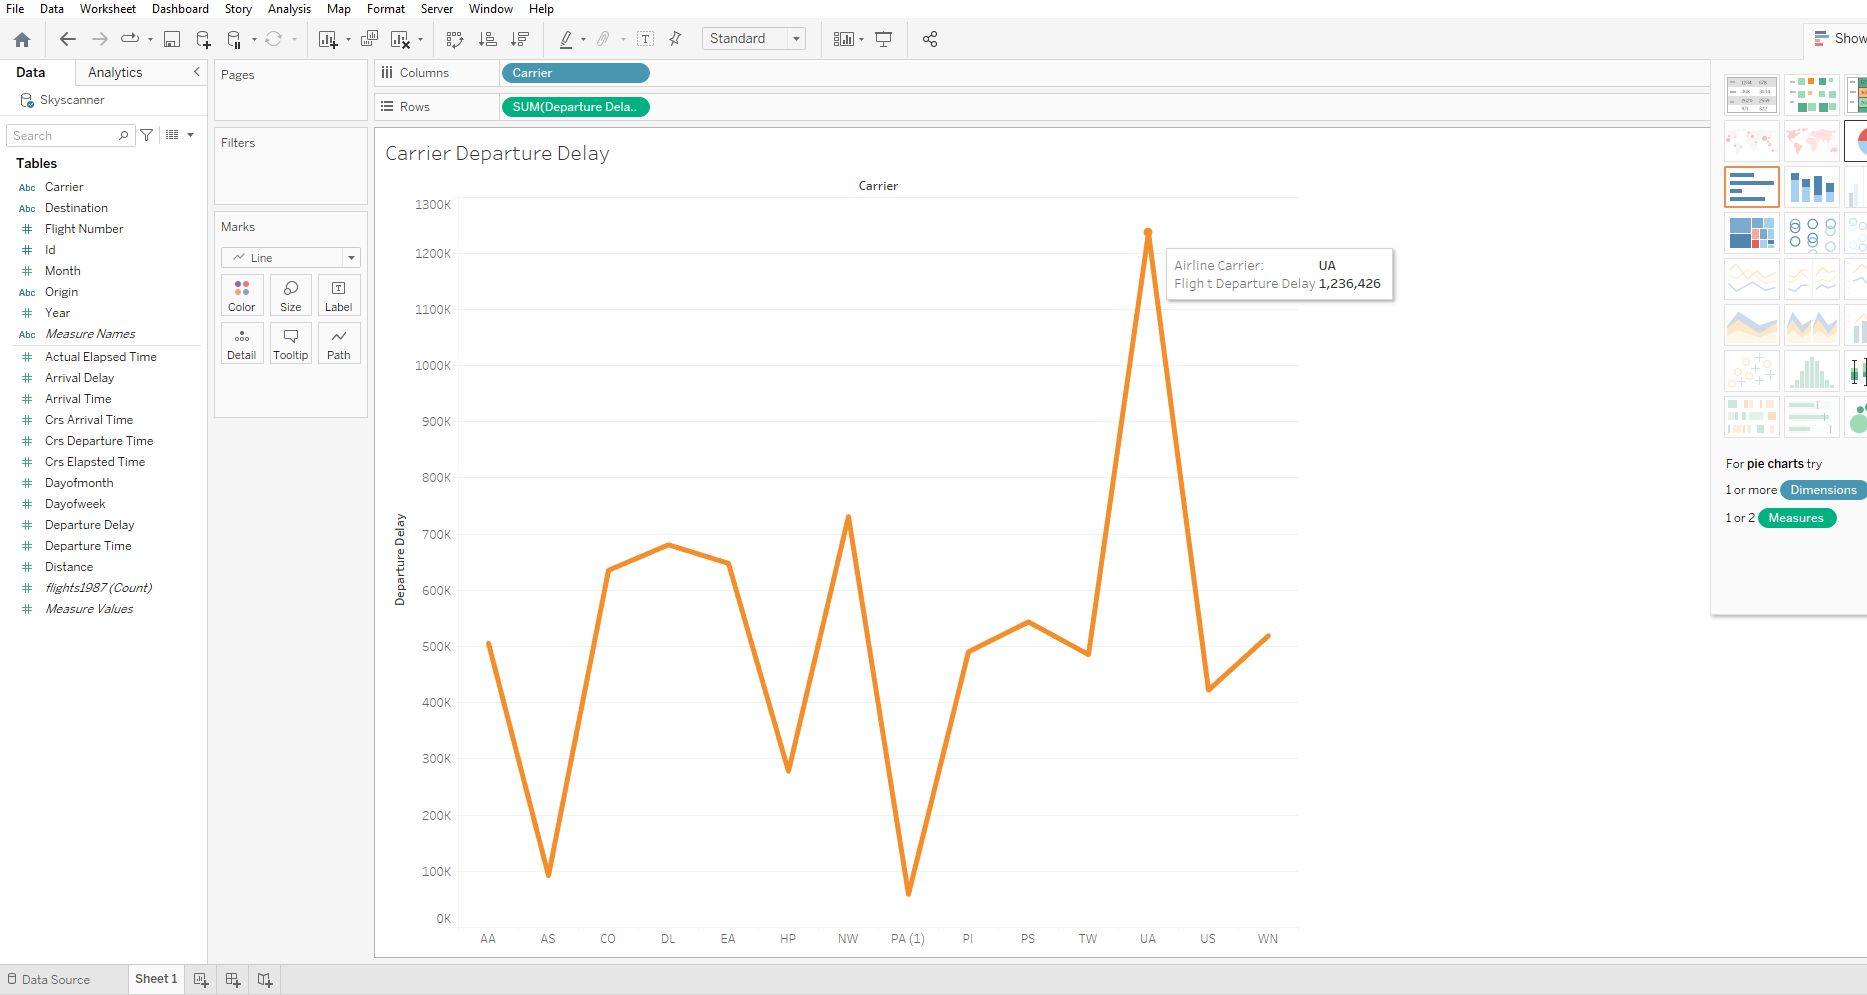 File Data Worksheet Dashboard Story Analysis Map Format Server Window Help
Standard
Show
Data Analytics
Skyscanner
Search
Tables
Abc Carrier
Abc Destination
# Flight Number
# Id
# Month
Abc Origin
# Year
Abc Measure Names
# Actual Elapsed Time
# Arrival Delay
# Arrival Time
# Crs Arrival Time
# Crs Departure Time
# Crs Elapsted Time
# Dayofmonth
# Dayofweek
# Departure Delay
# Departure Time
# Distance
# flights1987 (Count)
# Measure Values
Pages
Filters
Marks
Line
Color Size Label
Detail Tooltip Path
Columns Carrier
Rows SUM(Departure Dela..
Carrier Departure Delay
Carrier
1300K
1200K
1100K
1000K
900K
800K
700K
600K
500K
400K
300K
200K
100K
0K
Departure Delay
Airline Carrier: UA
Fligh t Departure Delay 1,236,426
AA AS CO DL EA HP NW PA (1) PI PS TW UA US WN
For pie charts try
1 or more Dimensions
1 or 2 Measures
Data Source Sheet 1